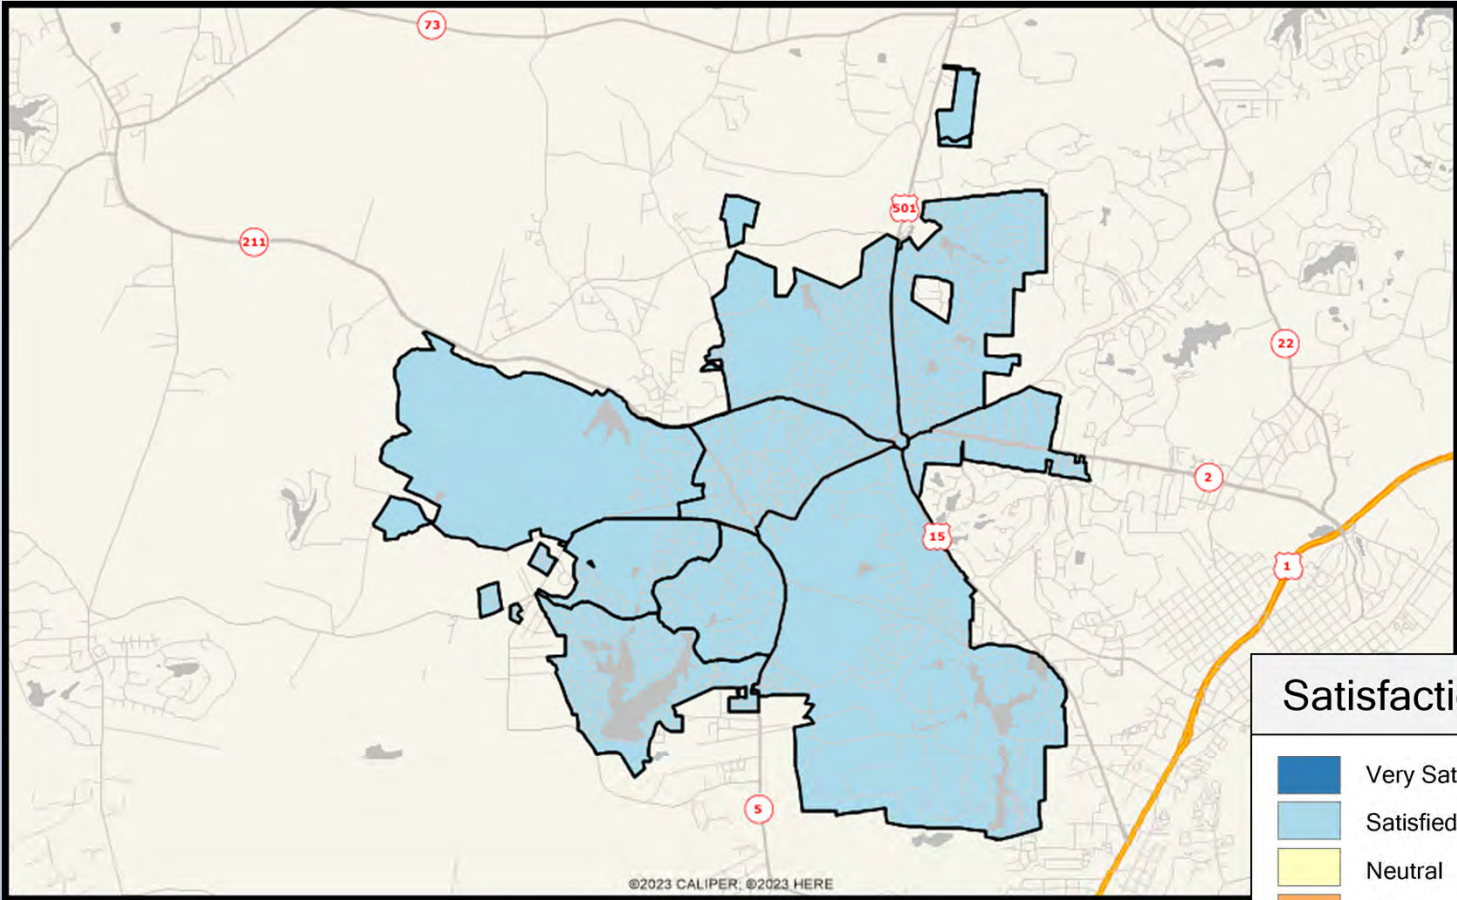 73
501
211
22
2
15
1
5
Satisfacti
Very Sat
Satisfied
Neutral
©2023 CALIPER; ©2023 HERE